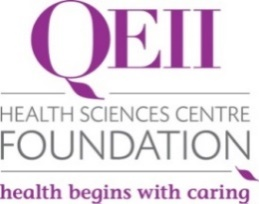 QEII
HEALTH SCIENCES CENTRE
FOUNDATION
health begins with caring